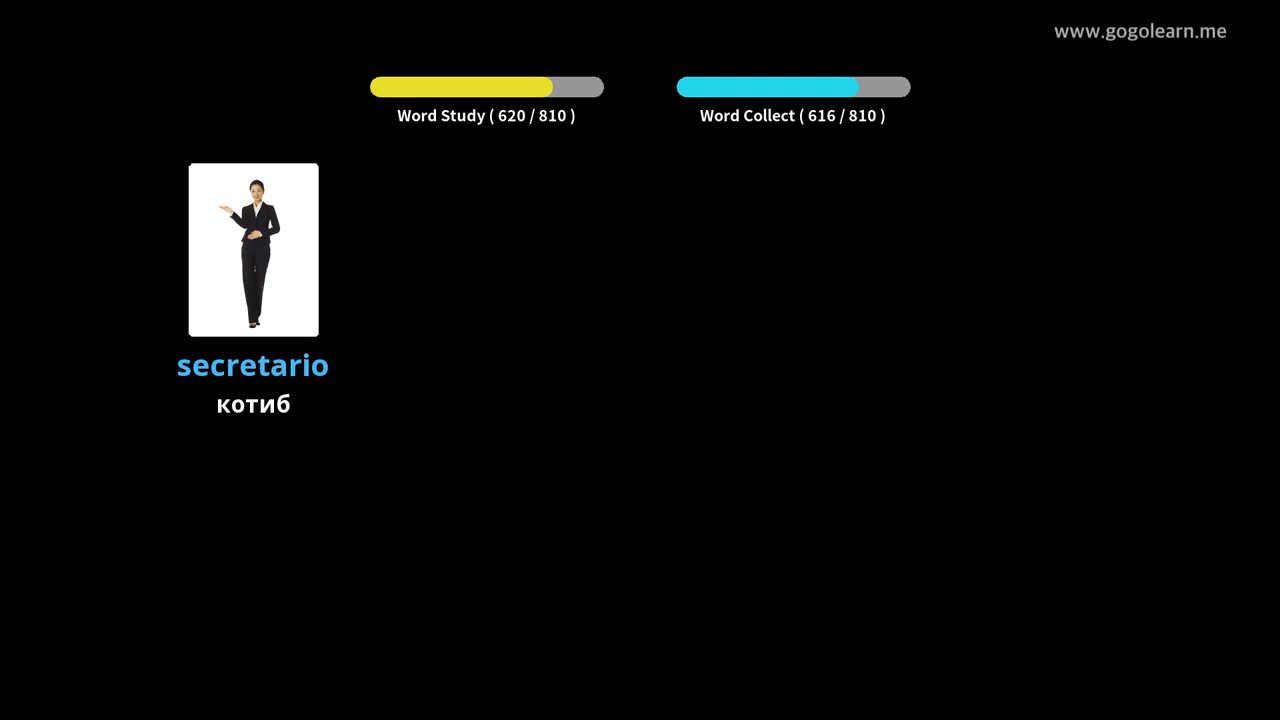 www.gogolearn.me
Word Study ( 620 / 810 )
Word Collect ( 616 / 810 )
secretario
котиб